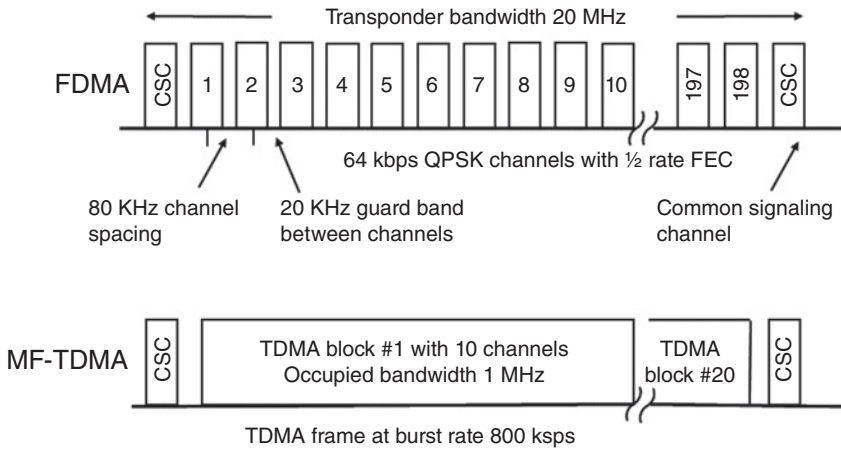 Transponder bandwidth 20 MHz
FDMA
CSC
1
2
3
4
5
6
7
8
9
10
197
198
CSC
64 kbps QPSK channels with ½ rate FEC
80 KHz channel
spacing
20 KHz guard band
between channels
Common signaling
channel
MF-TDMA
CSC
TDMA block #1 with 10 channels
Occupied bandwidth 1 MHz
TDMA
block #20
CSC
TDMA frame at burst rate 800 ksps